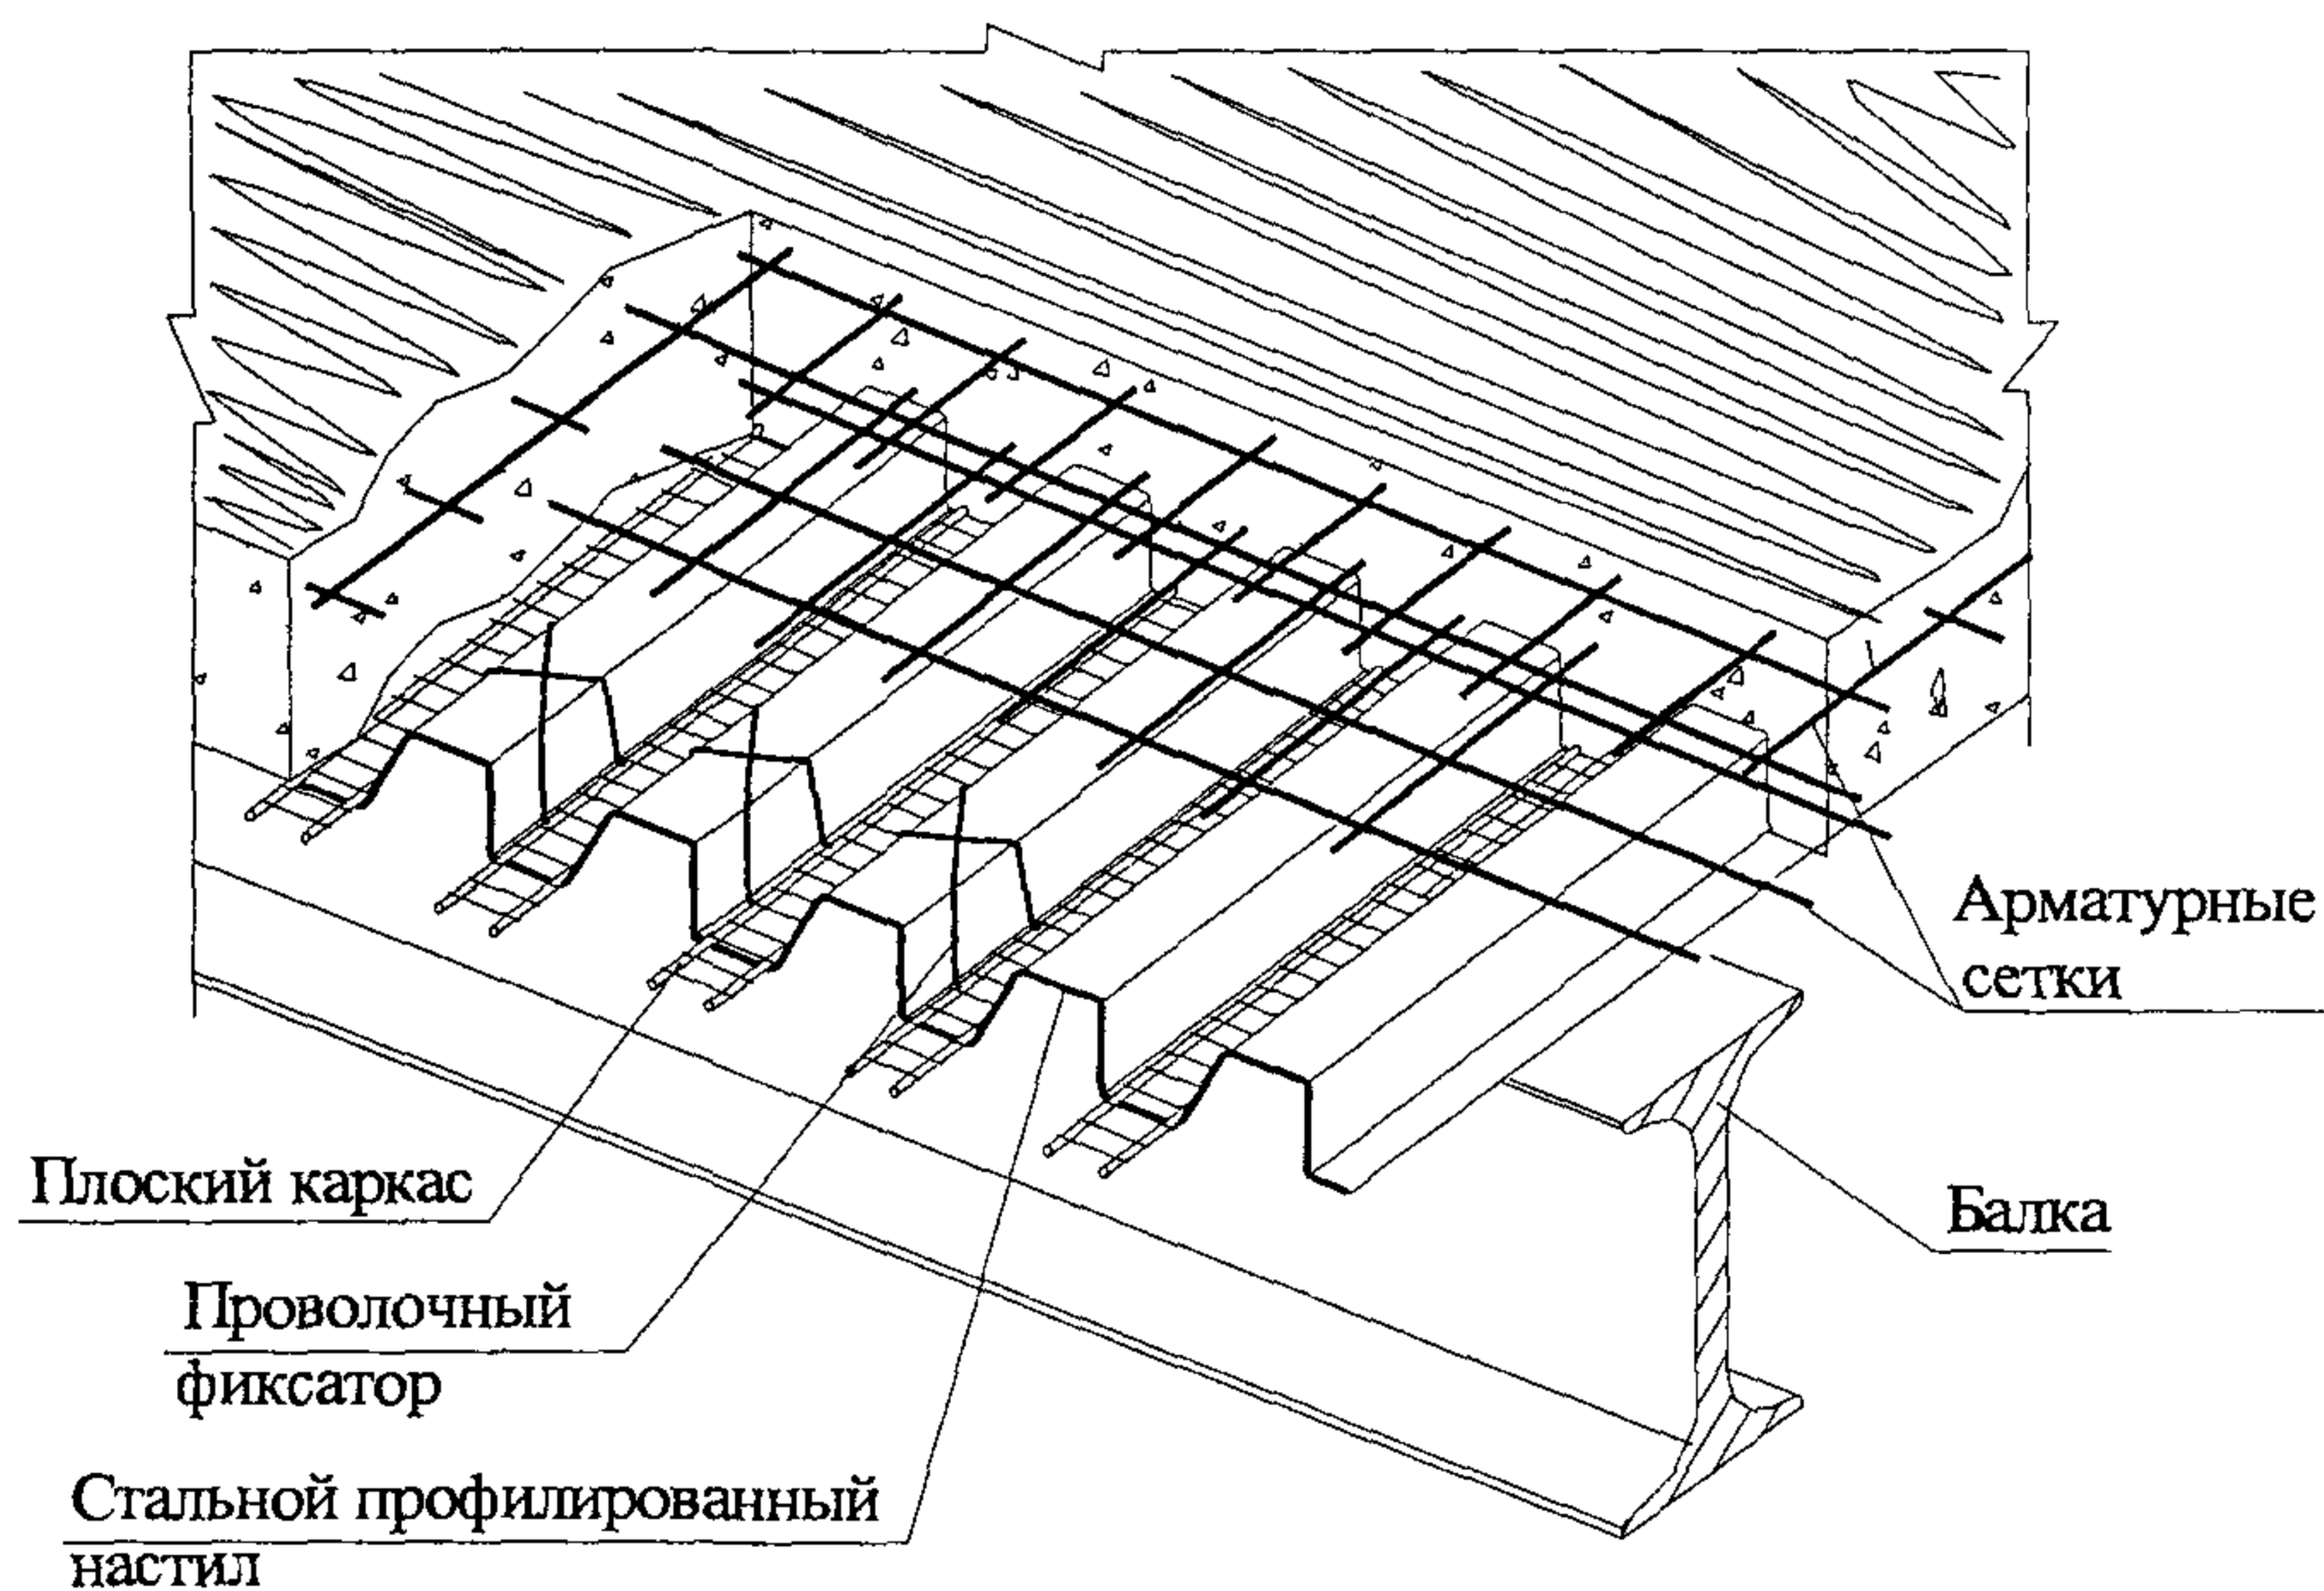 Арматурные
сетки
Плоский каркас
Балка
Проволочный
фиксатор
Стальной профилированный
настил